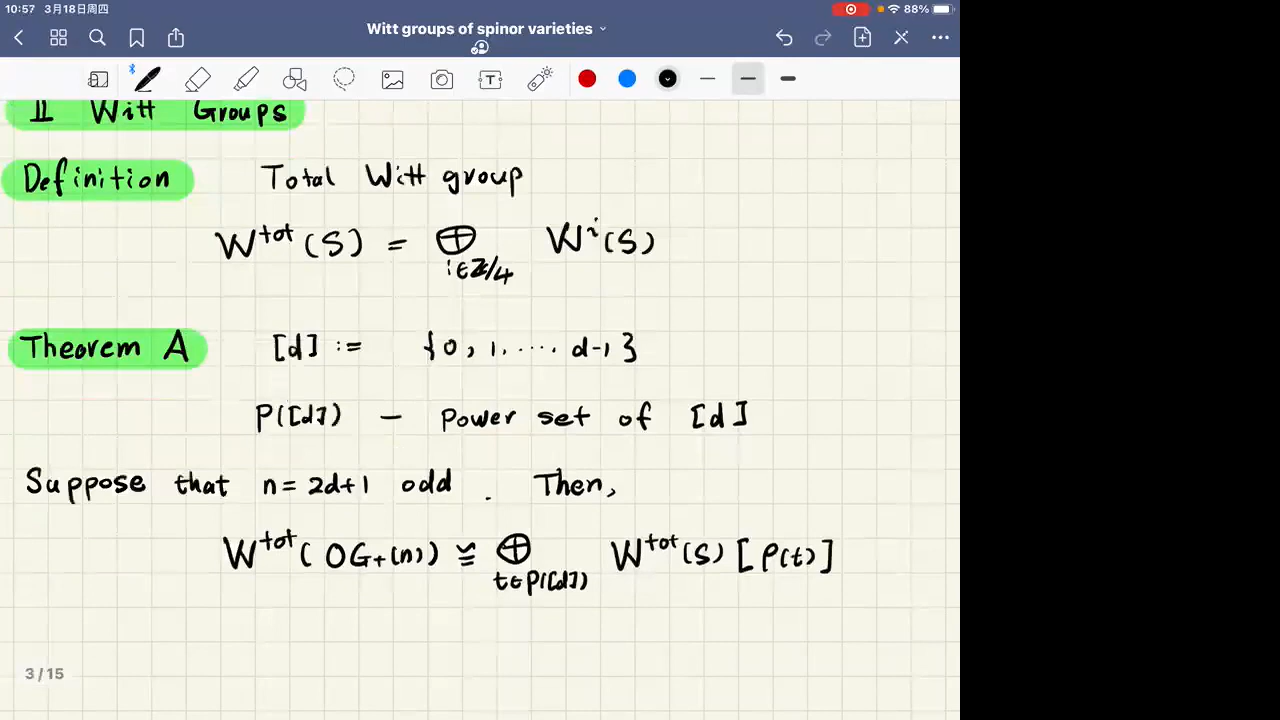 10:57 3月18日周四
88%
Witt groups of spinor varieties
T
II Witt Groups
Definition Total Witt group
W^tot (S) = ⊕_{i∈ℤ/4} W^i(S)
Theorem A [d] := {0, 1, .... d-1}
P([d]) — Power set of [d]
Suppose that n = 2d+1 odd . Then,
W^tot ( OG+(n)) ≅ ⊕_{t∈P([d])} W^tot(S) [ρ(t)]
3 / 15